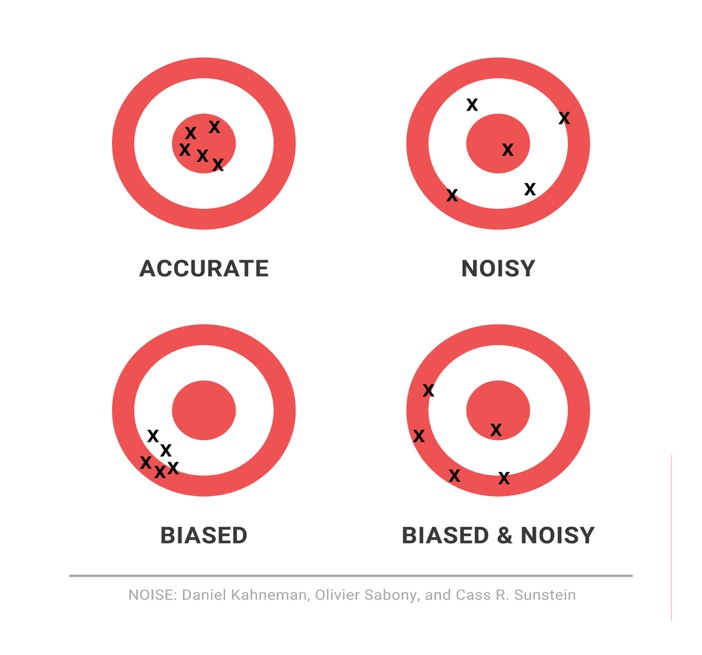 X X
X X
X
X X
X
X X
ACCURATE
NOISY
X X
X X
X X
X X
X X
BIASED
BIASED & NOISY
NOISE: Daniel Kahneman, Olivier Sabony, and Cass R. Sunstein